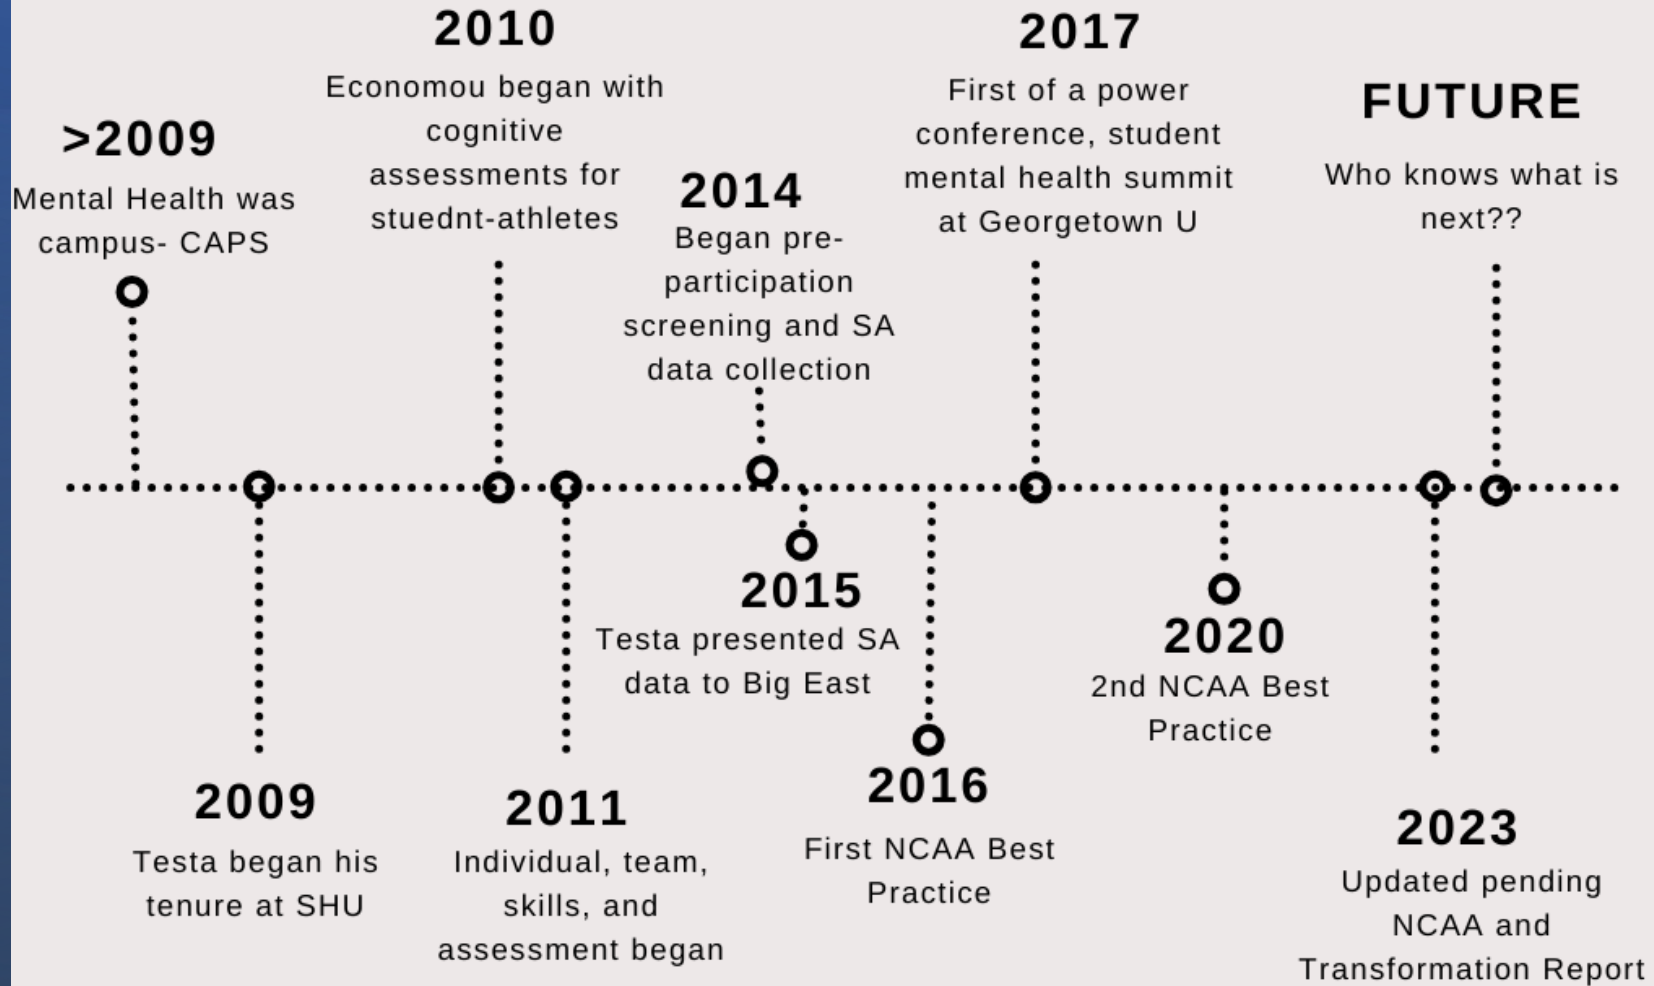 >2009
Mental Health was
campus- CAPS
2009
Testa began his
tenure at SHU
2010
Economou began with
cognitive
assessments for
stuednt-athletes
2011
Individual, team,
skills, and
assessment began
2014
Began pre-
participation
screening and SA
data collection
2015
Testa presented SA
data to Big East
2016
First NCAA Best
Practice
2017
First of a power
conference, student
mental health summit
at Georgetown U
2020
2nd NCAA Best
Practice
2023
Updated pending
NCAA and
Transformation Report
FUTURE
Who knows what is
next??